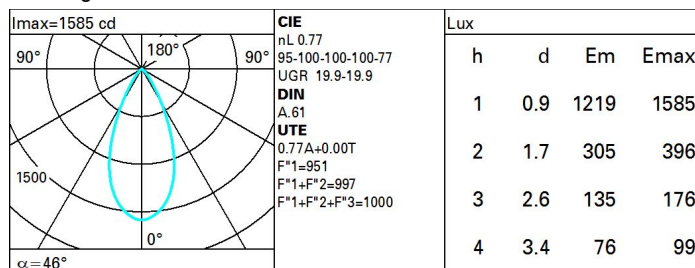 Imax=1585 cd
90°
180°
90°
1500
0°
α=46°
CIE
nL 0.77
95-100-100-100-77
UGR 19.9-19.9
DIN
A.61
UTE
0.77A+0.00T
F"1=951
F"1+F"2=997
F"1+F"2+F"3=1000
Lux
h d Em Emax
1 0.9 1219 1585
2 1.7 305 396
3 2.6 135 176
4 3.4 76 99